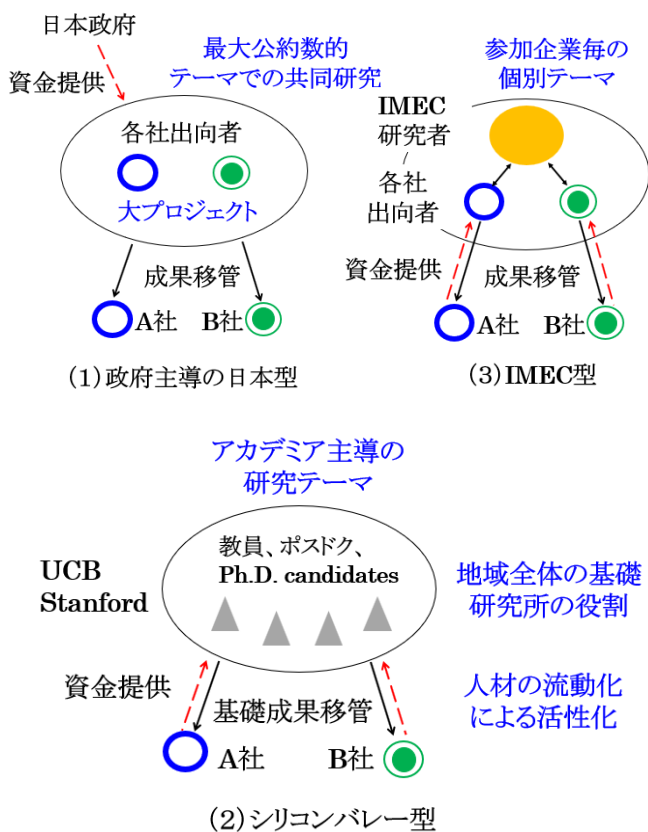 日本政府
資金提供
最大公約数的
テーマでの共同研究
各社出向者
大プロジェクト
成果移管
A社
B社
(1)政府主導の日本型
参加企業毎の
個別テーマ
IMEC
研究者
各社
出向者
資金提供
成果移管
A社
B社
(3)IMEC型
アカデミア主導の
研究テーマ
UCB
Stanford
教員、ポスドク、
Ph.D. candidates
地域全体の基礎
研究所の役割
資金提供
基礎成果移管
人材の流動化
による活性化
A社
B社
(2)シリコンバレー型